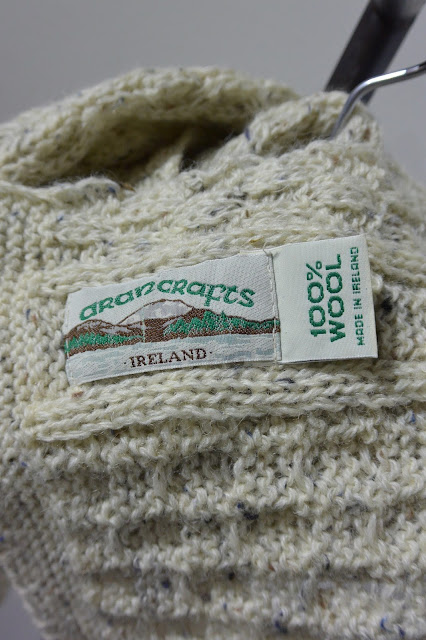 aRanCRafts
·IRELAND·
100%
WOOL
MADE IN IRELAND